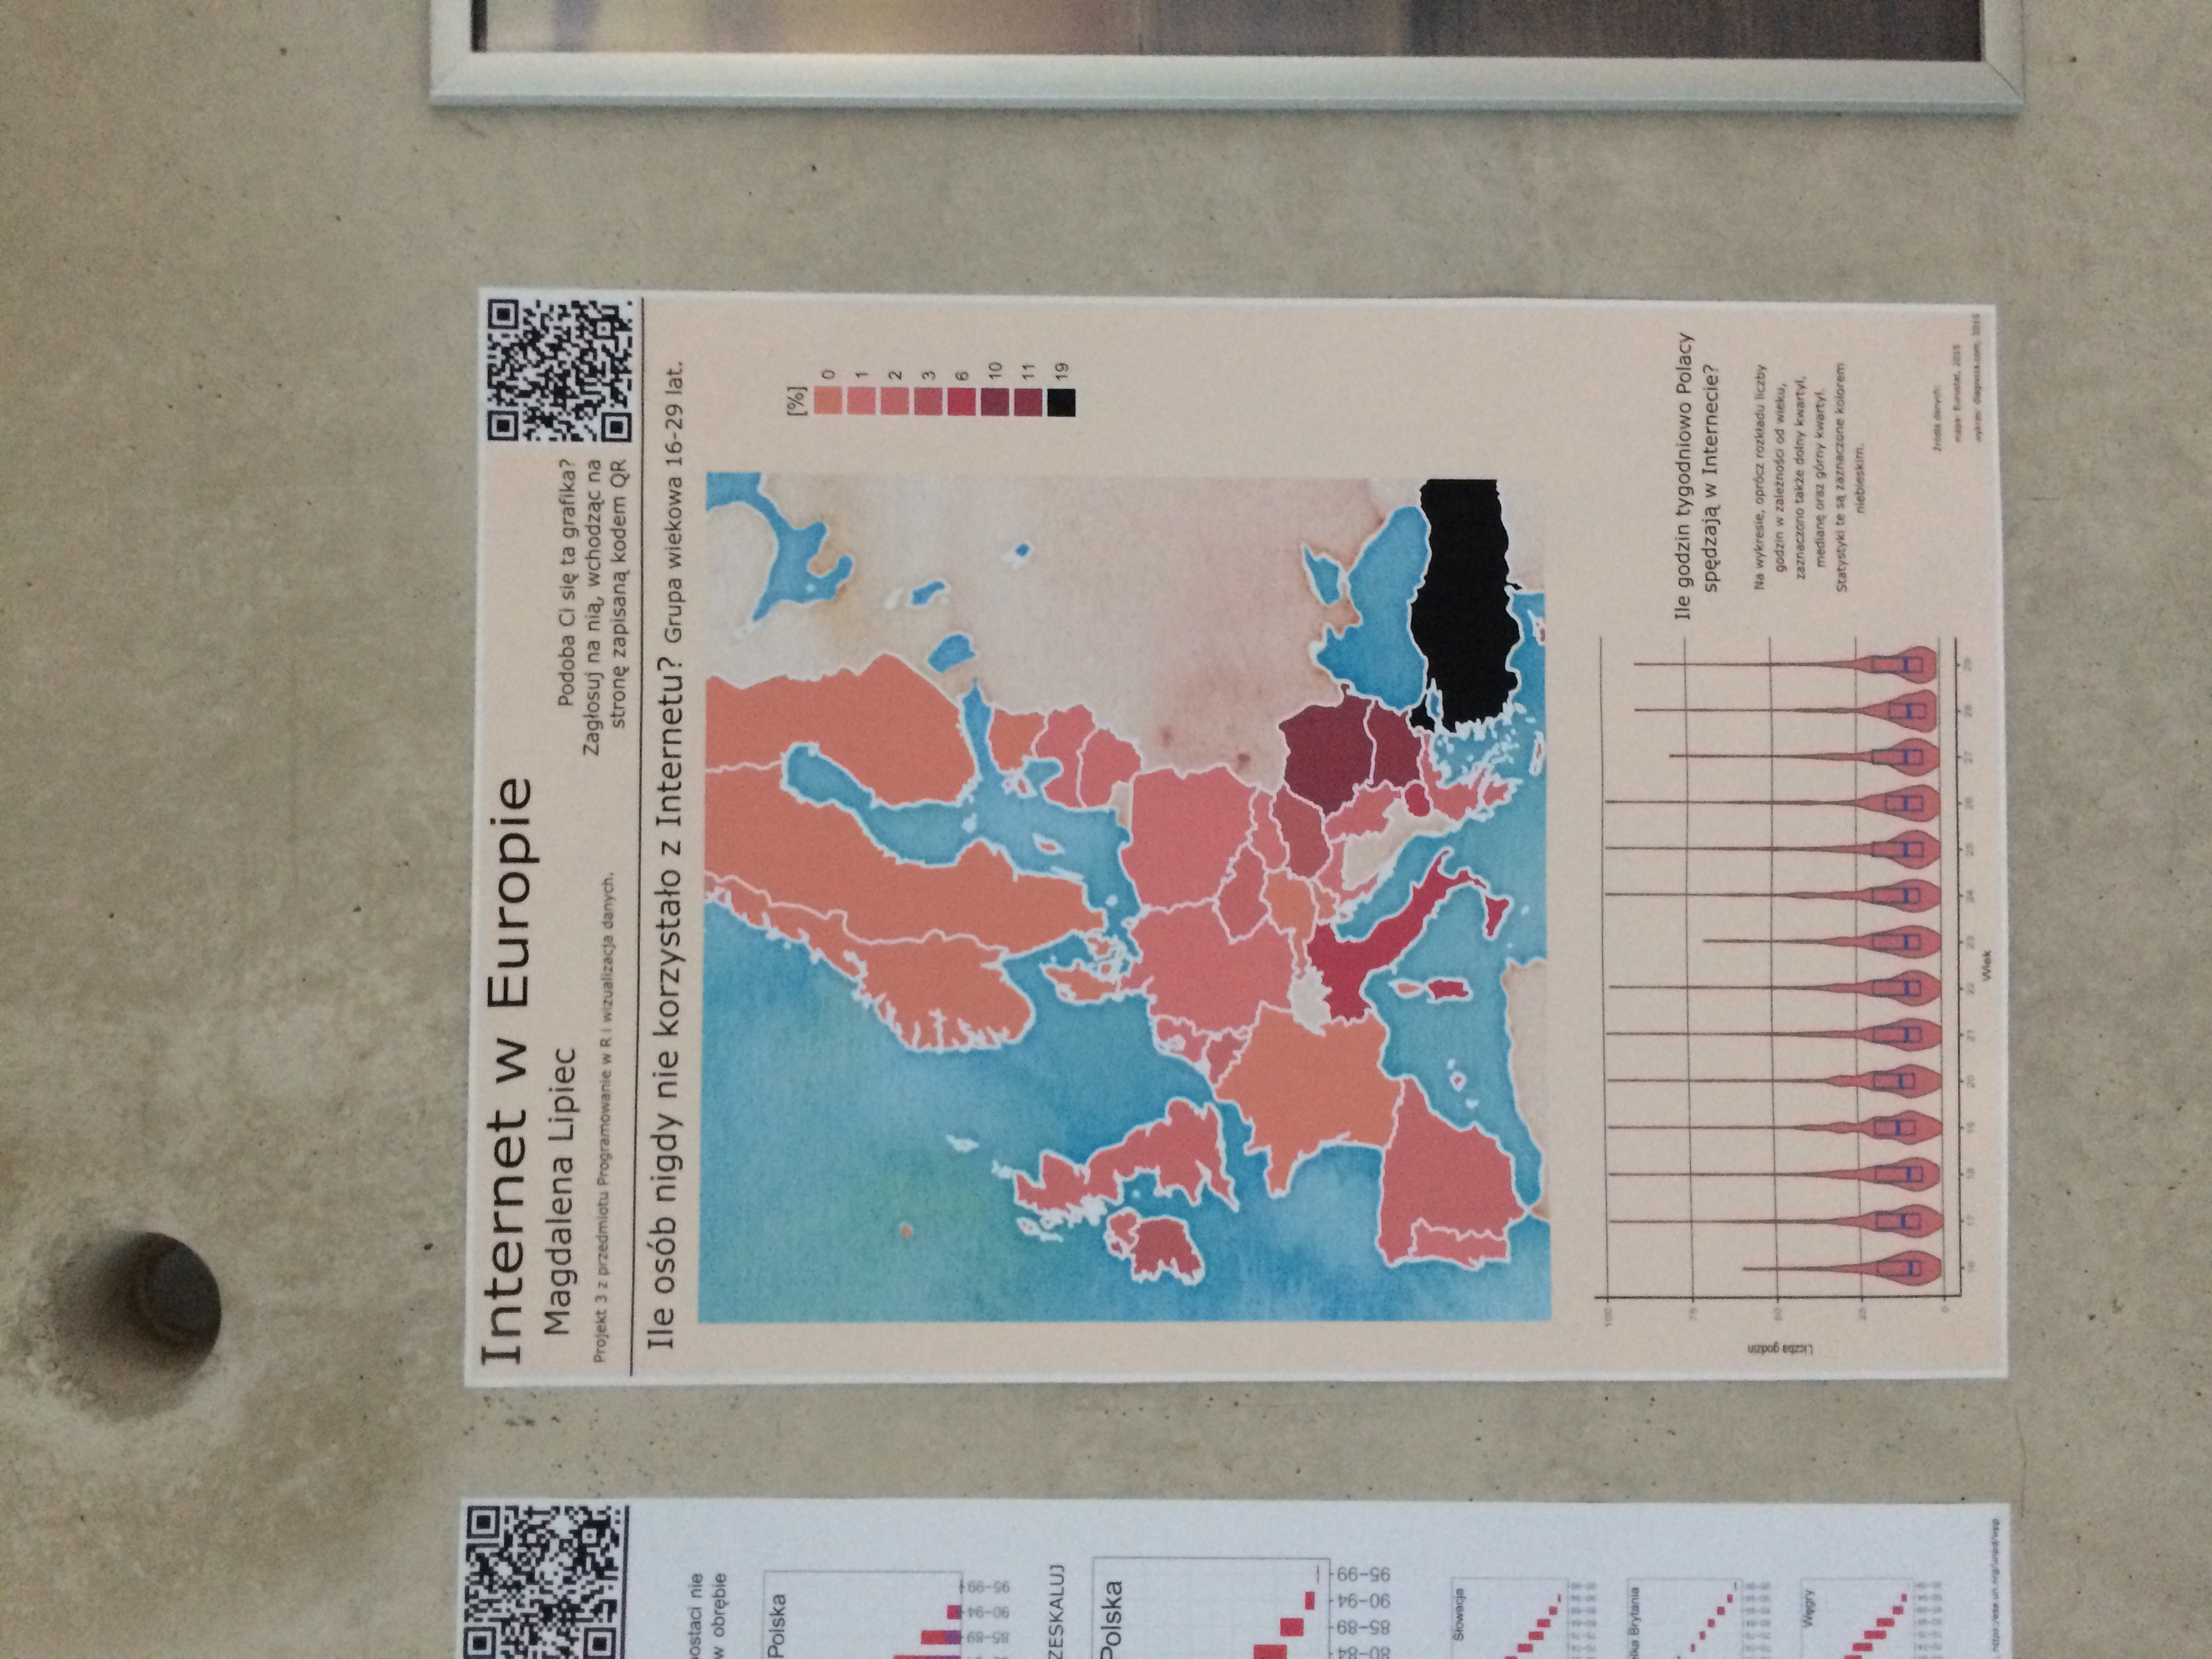 Internet w Europie
Magdalena Lipiec
Projekt 3 z przedmiotu Programowanie w R i wizualizacja danych.
Podoba Ci się ta grafika?
Zagłosuj na nią, wchodząc na
stronę zapisaną kodem QR
Ile osób nigdy nie korzystało z Internetu? Grupa wiekowa 16-29 lat.
[%]
0
1
2
3
6
10
11
19
100
75
50
25
0
Liczba godzin
16 17 18 19 20 21 22 23 24 25 26 27 28 29
Wiek
Ile godzin tygodniowo Polacy
spędzają w Internecie?
Na wykresie, oprócz rozkładu liczby
godzin w zależności od wieku,
zaznaczono także dolny kwartyl,
medianę oraz górny kwartyl.
Statystyki te są zaznaczone kolorem
niebieskim.
Źródła danych:
mapa: Eurostat, 2015
wykres: diagnoza.com, 2015
ostaci nie
w obrębie
Polska
85-89
90-94
95-99
ZESKALUJ
Polska
80-84
85-89
90-94
95-99
Słowacja
lka Brytania
Węgry
https://esa.un.org/unpd/wpp